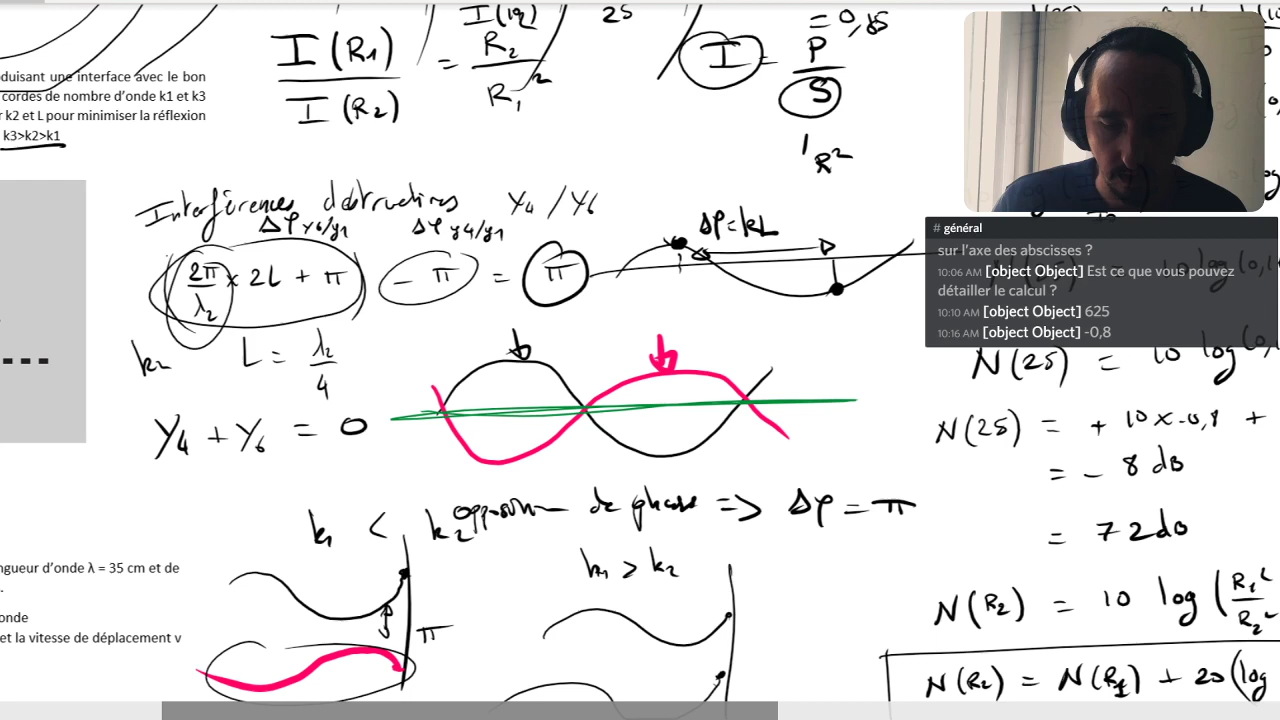 I(R1) / I(R2) = R2 / R1²
25
I = P / S
= 0,85
1 R²
oduisant une interface avec le bon
cordes de nombre d'onde k1 et k3
r k2 et L pour minimiser la réflexion
k3>k2>k1
Interférences destructives Y4 / Y6
Δφ y6/y1 Δφ y4/y1
2π/λ2 × 2L + π - π = π
Δφ = kL
k2 L = λ2/4
Y4 + Y6 = 0
# général
sur l'axe des abscisses ?
10:06 AM [object Object] Est ce que vous pouvez
détailler le calcul ?
10:10 AM [object Object] 625
10:16 AM [object Object] -0,8
N(25) = 10 log(0,1
N(25) = + 10 x -0,8 +
= - 8 db
= 72 db
opposition de phase => Δφ = π
k1 < k2
k1 > k2
π
ngueur d'onde λ = 35 cm et de
onde
et la vitesse de déplacement v
N(R2) = 10 log (R1²/R2²
N(R2) = N(R1) + 20 (log